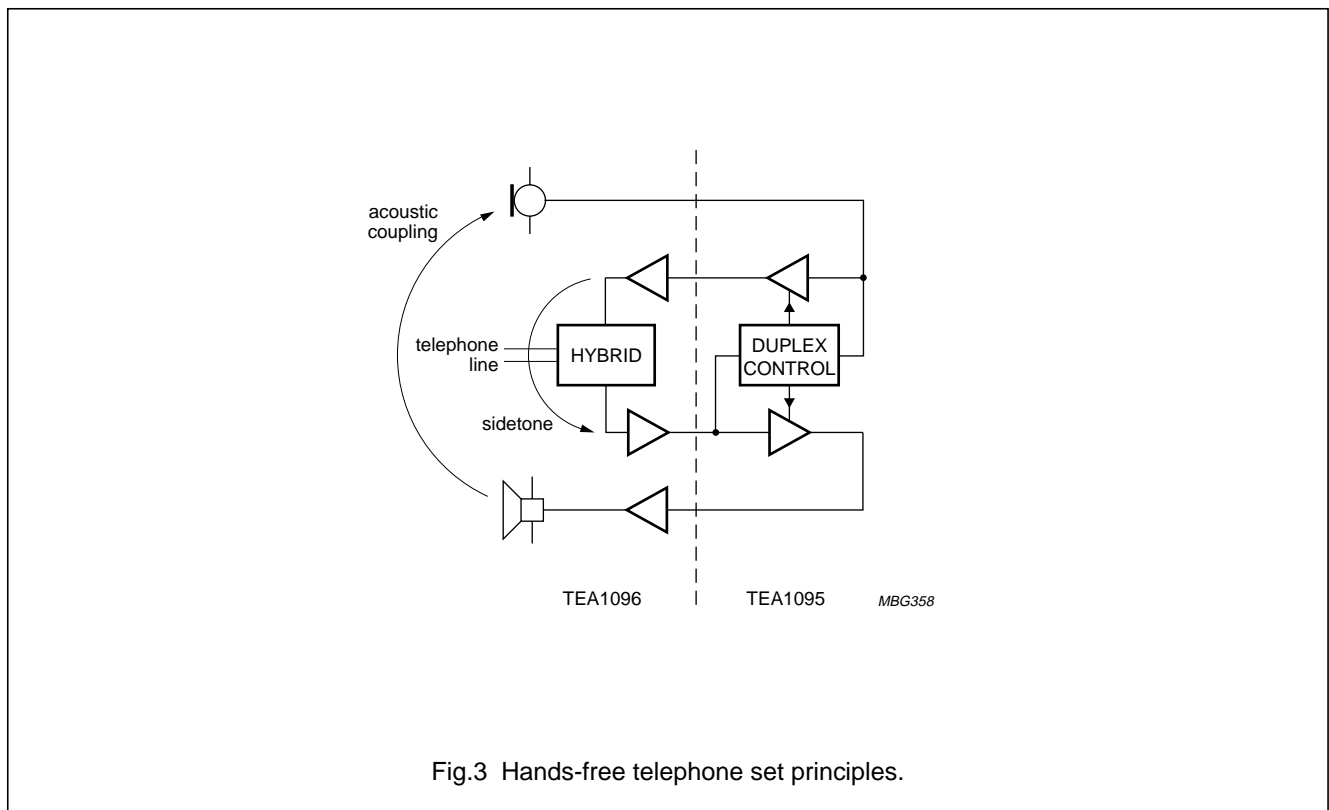 acoustic
coupling
telephone
line
HYBRID
DUPLEX
CONTROL
sidetone
TEA1096
TEA1095
MBG358
Fig.3 Hands-free telephone set principles.